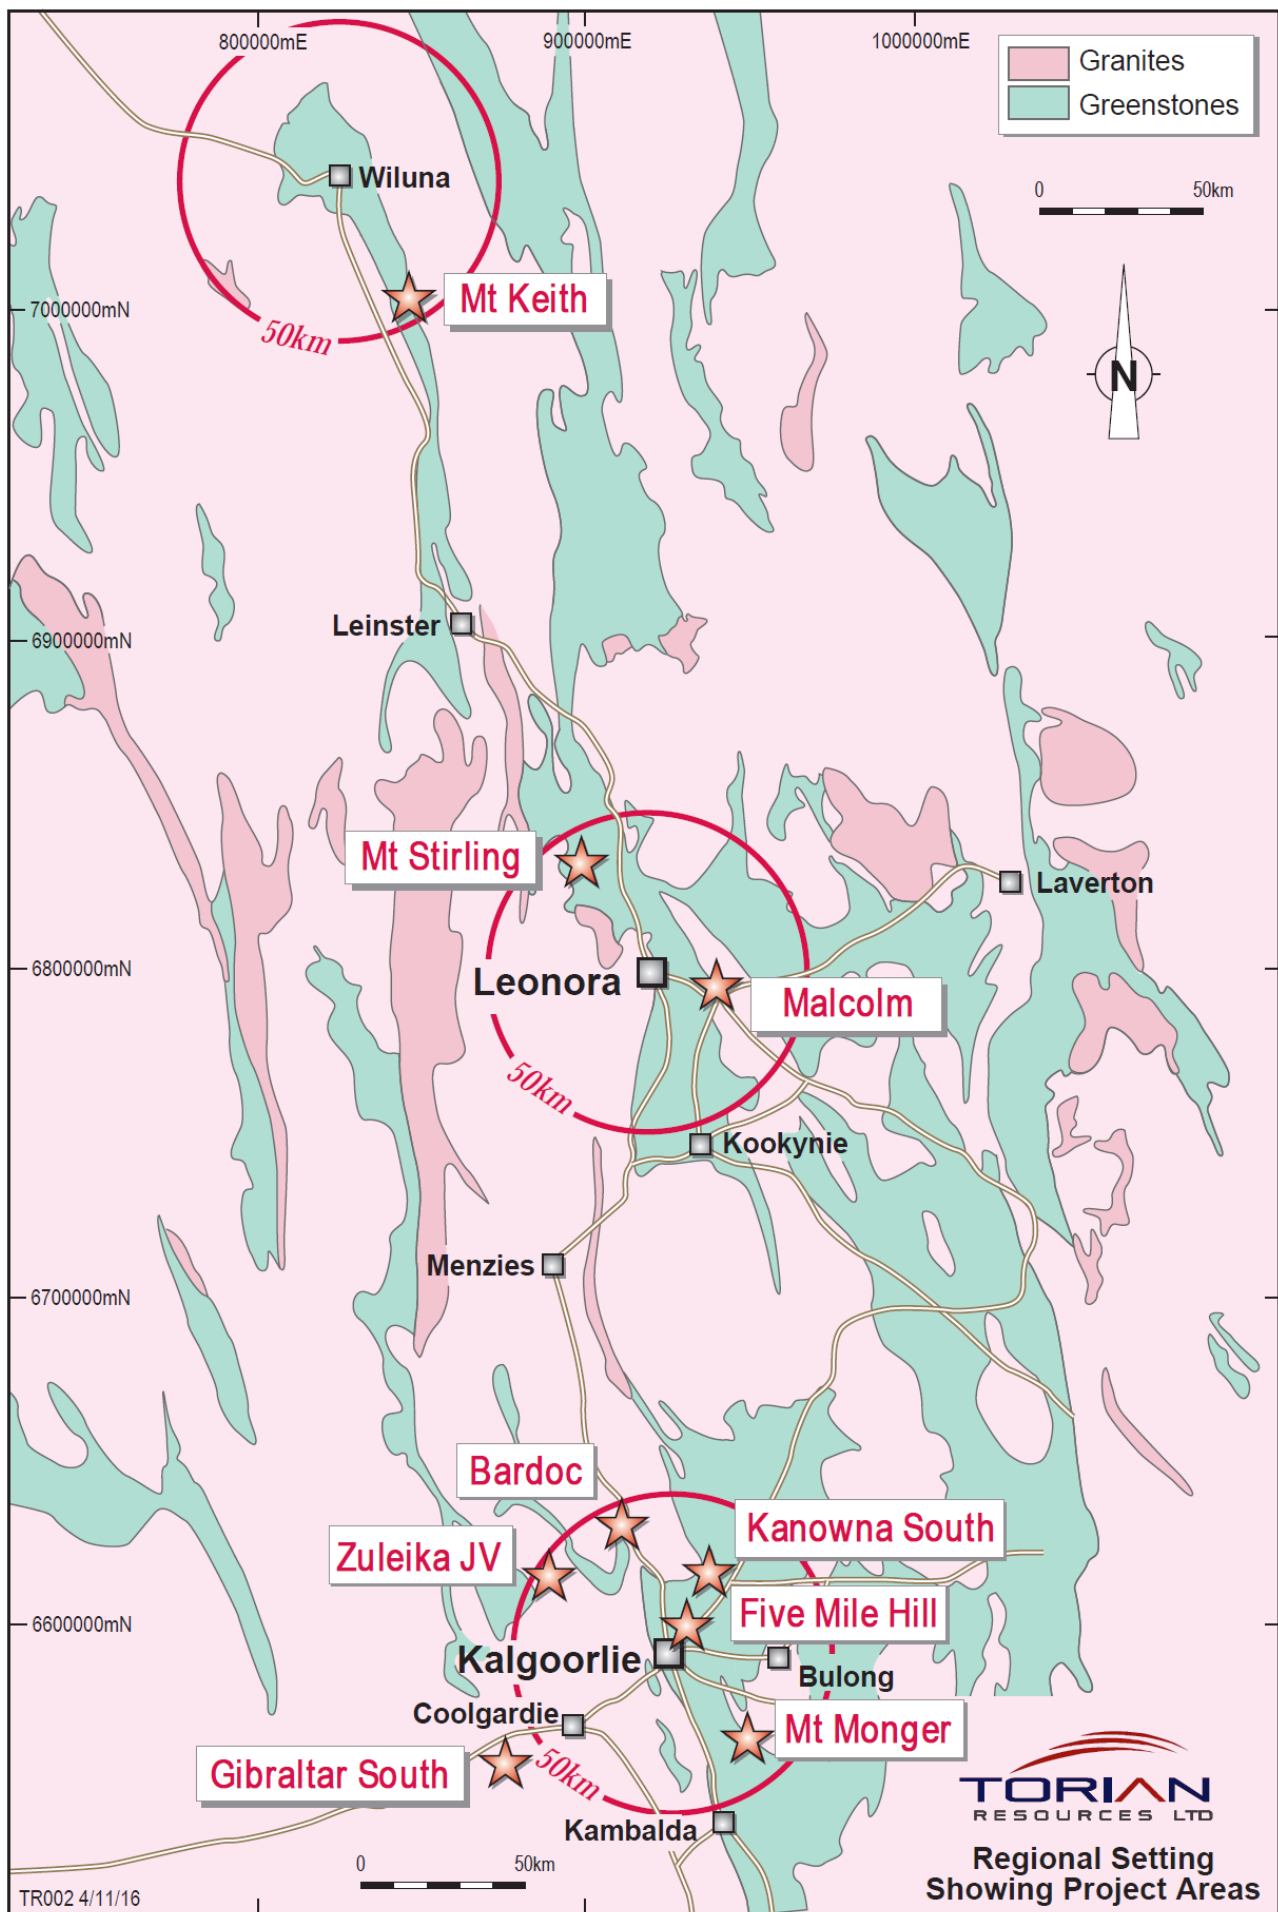 800000mE
900000mE
1000000mE
Granites
Greenstones
Wiluna
0 50km
Mt Keith
7000000mN
50km
N
Leinster
6900000mN
Mt Stirling
Laverton
6800000mN
Leonora
Malcolm
50km
Kookynie
Menzies
6700000mN
Bardoc
Kanowna South
Zuleika JV
Five Mile Hill
6600000mN
Kalgoorlie
Bulong
Coolgardie
Mt Monger
Gibraltar South
50km
Kambalda
TORIAN
RESOURCES LTD
0 50km
Regional Setting
Showing Project Areas
TR002 4/11/16